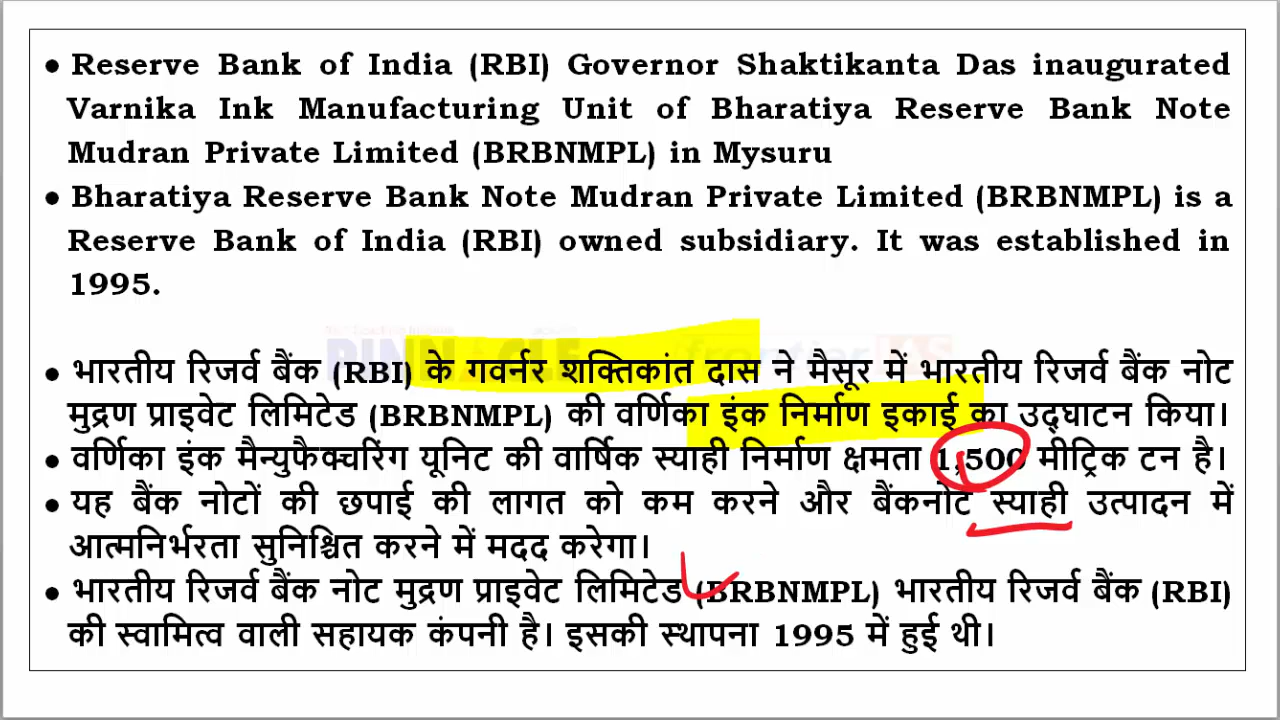 ● Reserve Bank of India (RBI) Governor Shaktikanta Das inaugurated
Varnika Ink Manufacturing Unit of Bharatiya Reserve Bank Note
Mudran Private Limited (BRBNMPL) in Mysuru
● Bharatiya Reserve Bank Note Mudran Private Limited (BRBNMPL) is a
Reserve Bank of India (RBI) owned subsidiary. It was established in
1995.
● भारतीय रिजर्व बैंक (RBI) के गवर्नर शक्तिकांत दास ने मैसूर में भारतीय रिजर्व बैंक नोट
मुद्रण प्राइवेट लिमिटेड (BRBNMPL) की वर्णिका इंक निर्माण इकाई का उद्घाटन किया।
● वर्णिका इंक मैन्युफैक्चरिंग यूनिट की वार्षिक स्याही निर्माण क्षमता 1,500 मीट्रिक टन है।
● यह बैंक नोटों की छपाई की लागत को कम करने और बैंकनोट स्याही उत्पादन में
आत्मनिर्भरता सुनिश्चित करने में मदद करेगा।
● भारतीय रिजर्व बैंक नोट मुद्रण प्राइवेट लिमिटेड (BRBNMPL) भारतीय रिजर्व बैंक (RBI)
की स्वामित्व वाली सहायक कंपनी है। इसकी स्थापना 1995 में हुई थी।